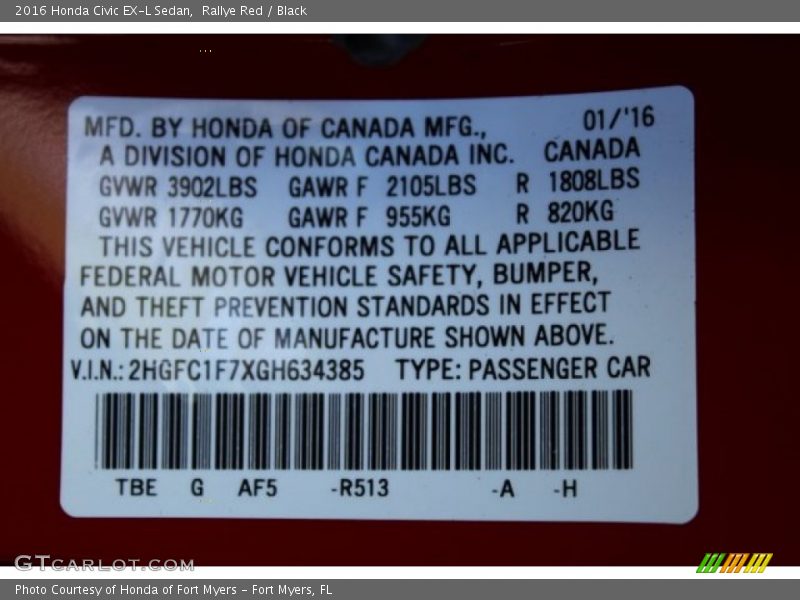 2016 Honda Civic EX-L Sedan,  Rallye Red / Black
MFD. BY HONDA OF CANADA MFG., 01/'16
A DIVISION OF HONDA CANADA INC. CANADA
GVWR 3902LBS GAWR F 2105LBS R 1808LBS
GVWR 1770KG GAWR F 955KG R 820KG
THIS VEHICLE CONFORMS TO ALL APPLICABLE
FEDERAL MOTOR VEHICLE SAFETY, BUMPER,
AND THEFT PREVENTION STANDARDS IN EFFECT
ON THE DATE OF MANUFACTURE SHOWN ABOVE.
V.I.N.: 2HGFC1F7XGH634385 TYPE: PASSENGER CAR
TBE G AF5 -R513 -A -H
GTCARLOT.COM
Photo Courtesy of Honda of Fort Myers - Fort Myers, FL